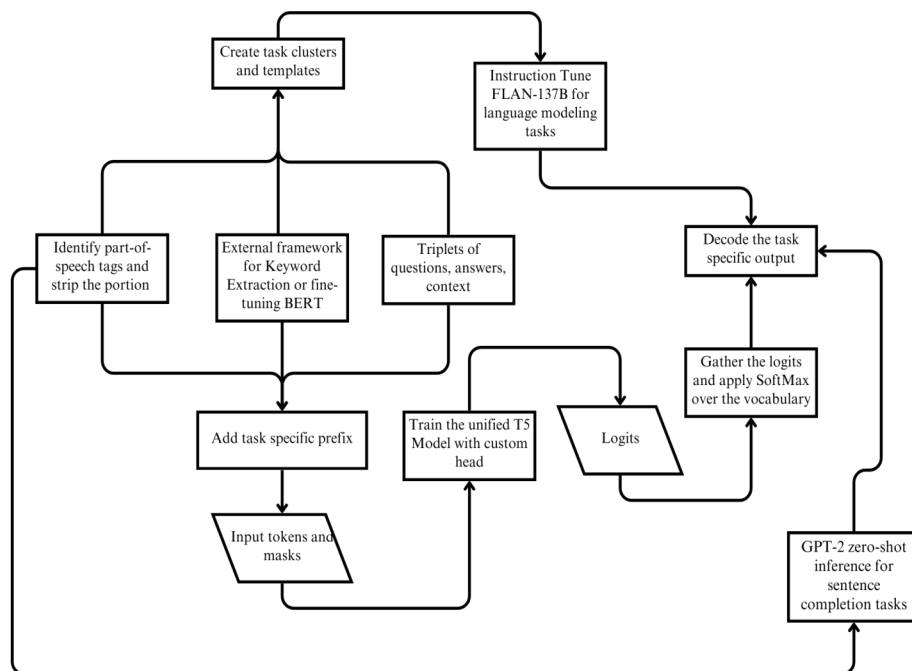 Create task clusters
and templates
Instruction Tune
FLAN-137B for
language modeling
tasks
Identify part-of-
speech tags and
strip the portion
External framework
for Keyword
Extraction or fine-
tuning BERT
Triplets of
questions, answers,
context
Decode the task
specific output
Gather the logits
and apply SoftMax
over the vocabulary
Add task specific prefix
Train the unified T5
Model with custom
head
Logits
Input tokens and
masks
GPT-2 zero-shot
inference for
sentence
completion tasks